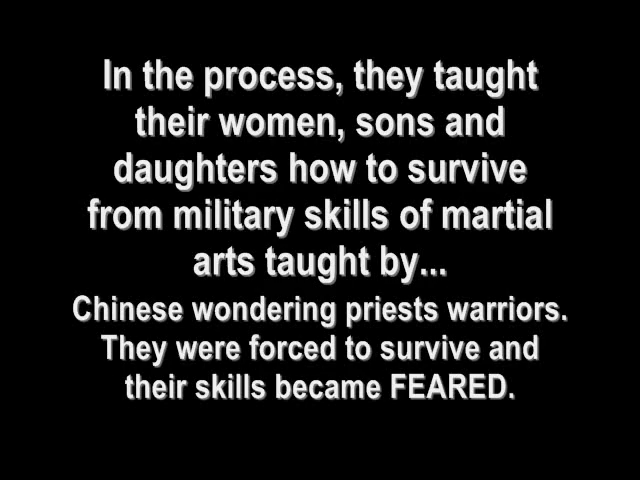 In the process, they taught
their women, sons and
daughters how to survive
from military skills of martial
arts taught by...
Chinese wondering priests warriors.
They were forced to survive and
their skills became FEARED.